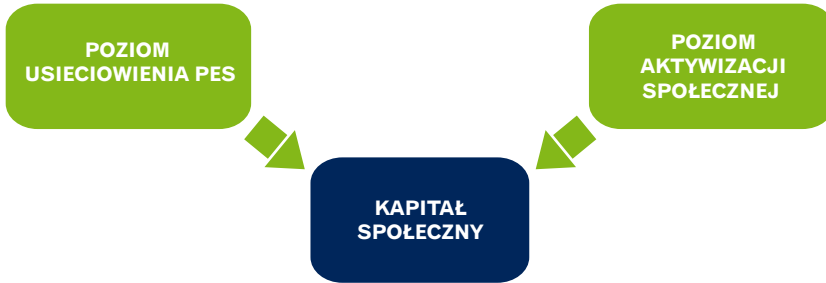 POZIOM
USIECIOWIENIA PES
POZIOM
AKTYWIZACJI
SPOŁECZNEJ
KAPITAŁ
SPOŁECZNY